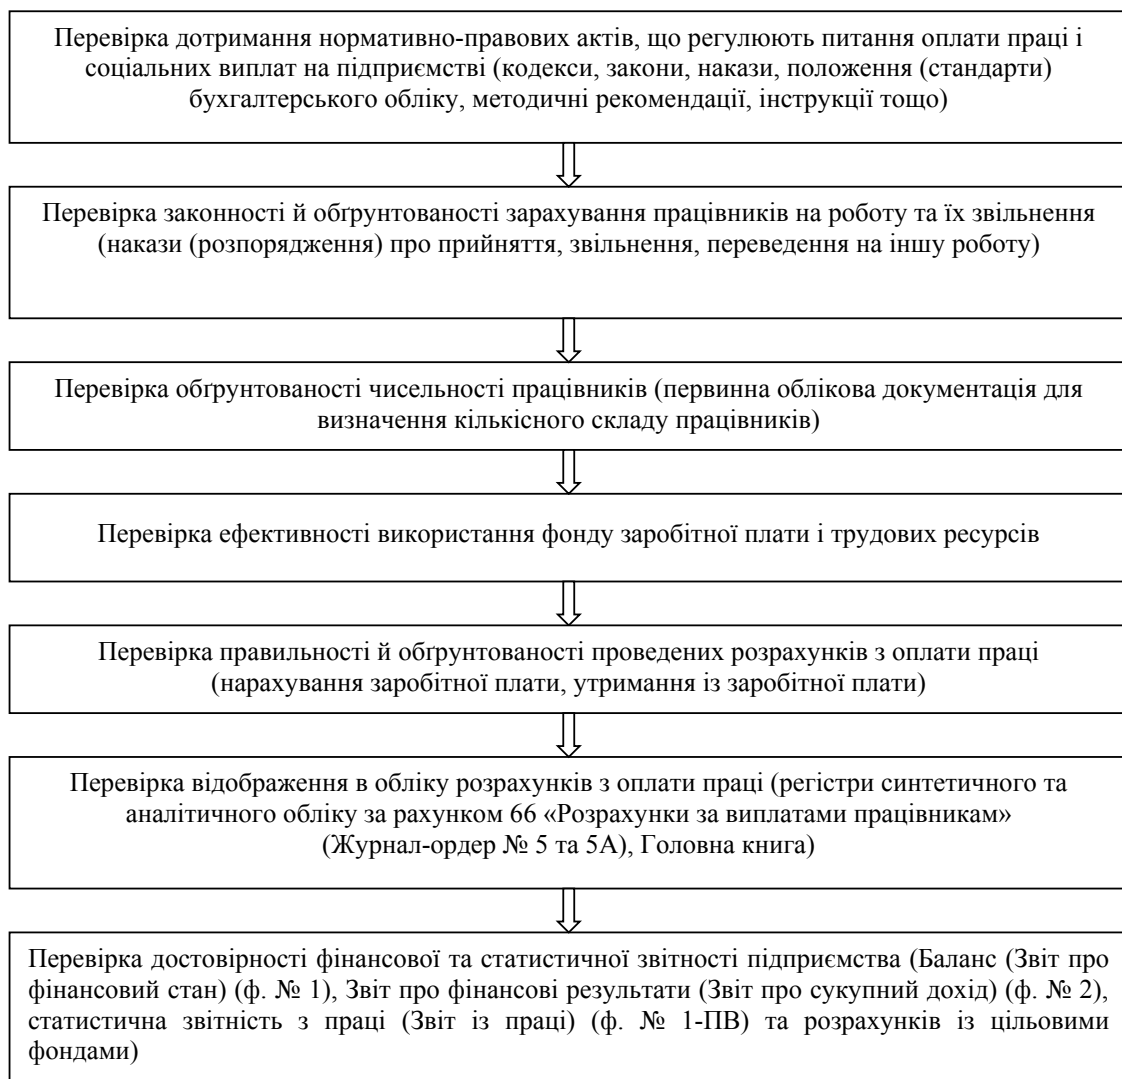 Перевірка дотримання нормативно-правових актів, що регулюють питання оплати праці і
соціальних виплат на підприємстві (кодекси, закони, накази, положення (стандарти)
бухгалтерського обліку, методичні рекомендації, інструкції тощо)
Перевірка законності й обґрунтованості зарахування працівників на роботу та їх звільнення
(накази (розпорядження) про прийняття, звільнення, переведення на іншу роботу)
Перевірка обґрунтованості чисельності працівників (первинна облікова документація для
визначення кількісного складу працівників)
Перевірка ефективності використання фонду заробітної плати і трудових ресурсів
Перевірка правильності й обґрунтованості проведених розрахунків з оплати праці
(нарахування заробітної плати, утримання із заробітної плати)
Перевірка відображення в обліку розрахунків з оплати праці (регістри синтетичного та
аналітичного обліку за рахунком 66 «Розрахунки за виплатами працівникам»
(Журнал-ордер № 5 та 5А), Головна книга)
Перевірка достовірності фінансової та статистичної звітності підприємства (Баланс (Звіт про
фінансовий стан) (ф. № 1), Звіт про фінансові результати (Звіт про сукупний дохід) (ф. № 2),
статистична звітність з праці (Звіт із праці) (ф. № 1-ПВ) та розрахунків із цільовими
фондами)